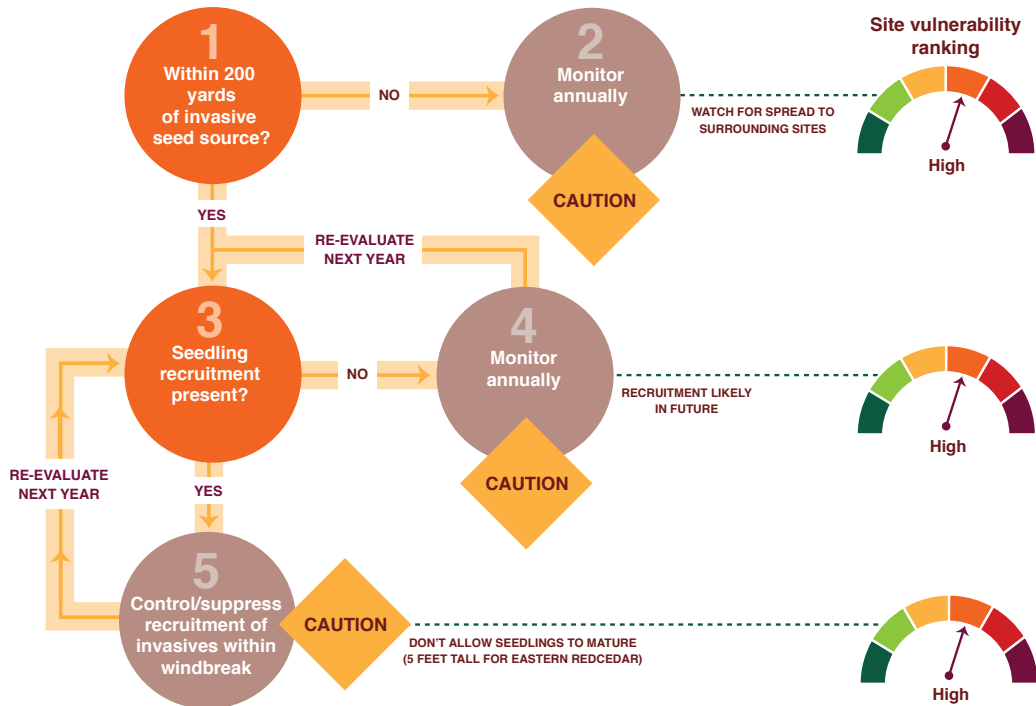 1
Within 200
yards
of invasive
seed source?
NO
2
Monitor
annually
CAUTION
WATCH FOR SPREAD TO
SURROUNDING SITES
Site vulnerability
ranking
High
YES
RE-EVALUATE
NEXT YEAR
3
Seedling
recruitment
present?
NO
4
Monitor
annually
CAUTION
RECRUITMENT LIKELY
IN FUTURE
High
RE-EVALUATE
NEXT YEAR
YES
5
Control/suppress
recruitment of
invasives within
windbreak
CAUTION
DON'T ALLOW SEEDLINGS TO MATURE
(5 FEET TALL FOR EASTERN REDCEDAR)
High